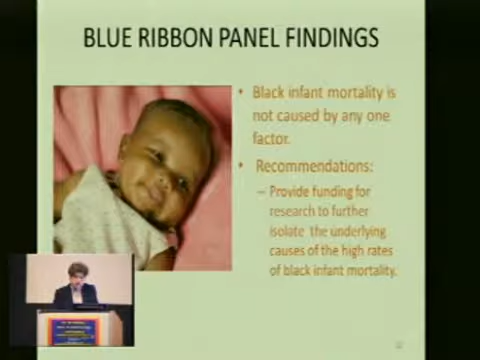 BLUE RIBBON PANEL FINDINGS
• Black infant mortality is
not caused by any one
factor.
• Recommendations:
– Provide funding for
research to further
isolate the underlying
causes of the high rates
of black infant mortality.